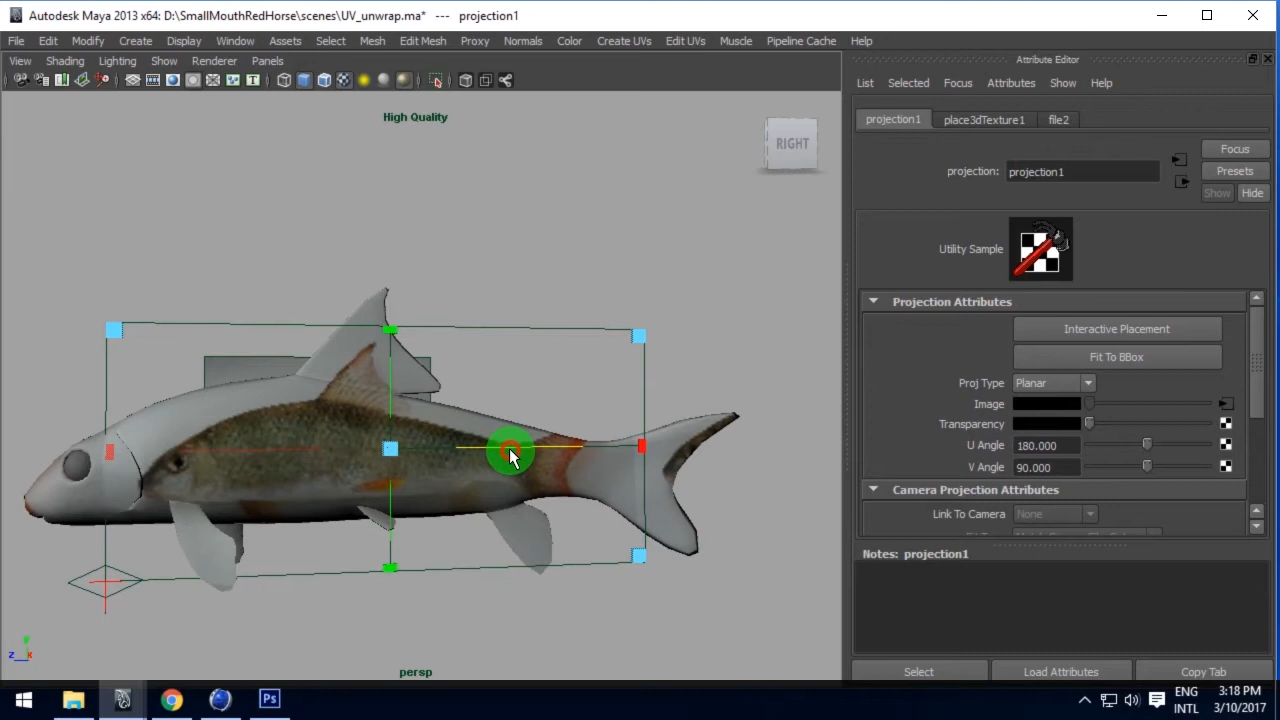 Autodesk Maya 2013 x64: D:\SmallMouthRedHorse\scenes\UV_unwrap.ma* --- projection1
File Edit Modify Create Display Window Assets Select Mesh Edit Mesh Proxy Normals Color Create UVs Edit UVs Muscle Pipeline Cache Help
View Shading Lighting Show Renderer Panels
High Quality
RIGHT
persp
y
z x
Attribute Editor
List Selected Focus Attributes Show Help
projection1 place3dTexture1 file2
projection: projection1
Focus
Presets
Show Hide
Utility Sample
Projection Attributes
Interactive Placement
Fit To BBox
Proj Type Planar
Image
Transparency
U Angle 180.000
V Angle 90.000
Camera Projection Attributes
Link To Camera None
Notes: projection1
Select Load Attributes Copy Tab
Ps
ENG
INTL
3:18 PM
3/10/2017